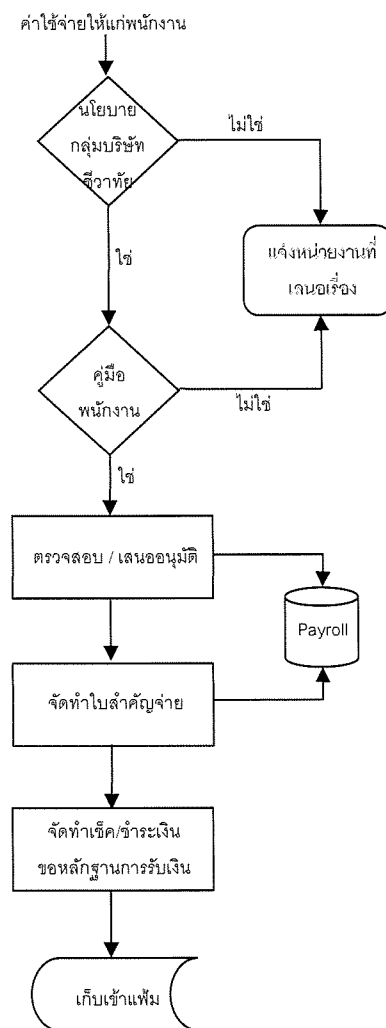 ค่าใช้จ่ายให้แก่พนักงาน
นโยบาย
กลุ่มบริษัท
ชีวาทัย
ไม่ใช่
แจ้งหน่วยงานที่
เสนอเรื่อง
ใช่
คู่มือ
พนักงาน
ไม่ใช่
ใช่
ตรวจสอบ / เสนออนุมัติ
Payroll
จัดทำใบสำคัญจ่าย
จัดทำเช็ค/ชำระเงิน
ขอหลักฐานการรับเงิน
เก็บเข้าแฟ้ม